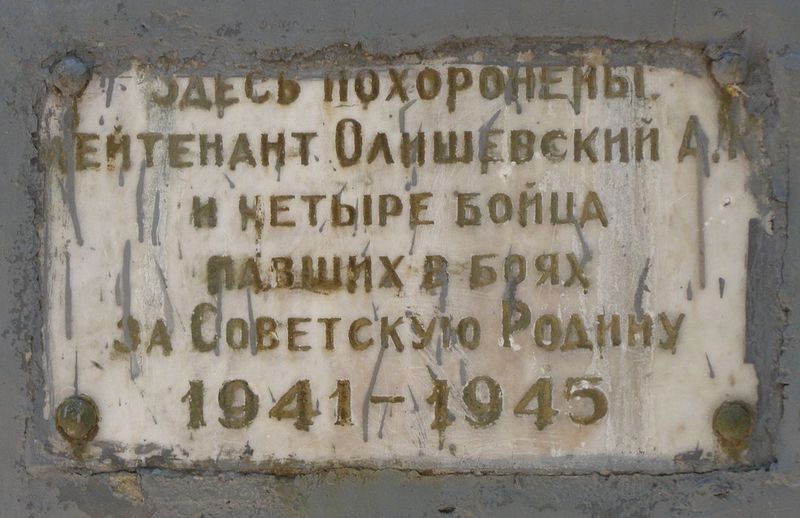 Здесь похоронены
лейтенант Олишевский А.К
и четыре бойца
павших в боях
за Советскую Родину
1941-1945